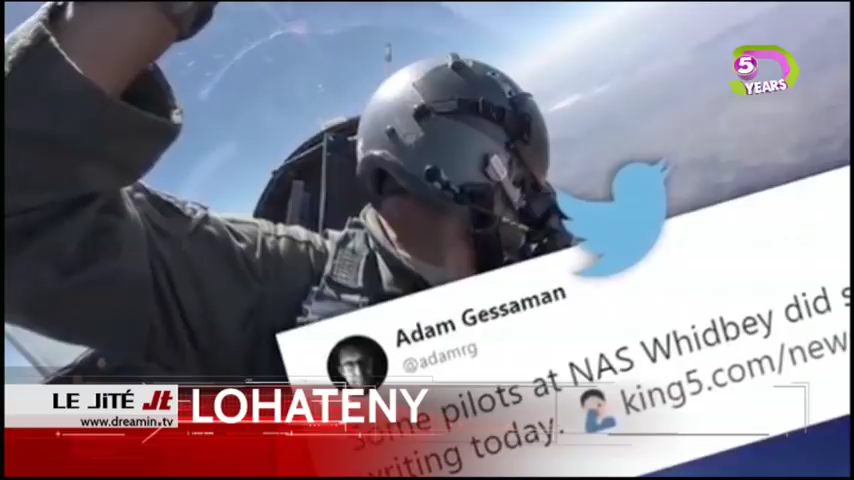 5
YEARS
Adam Gessaman
@adamrg
Some pilots at NAS Whidbey did
writing today. king5.com/new
LE JiTÉ Jt
www.dreamin.tv
LOHATENY